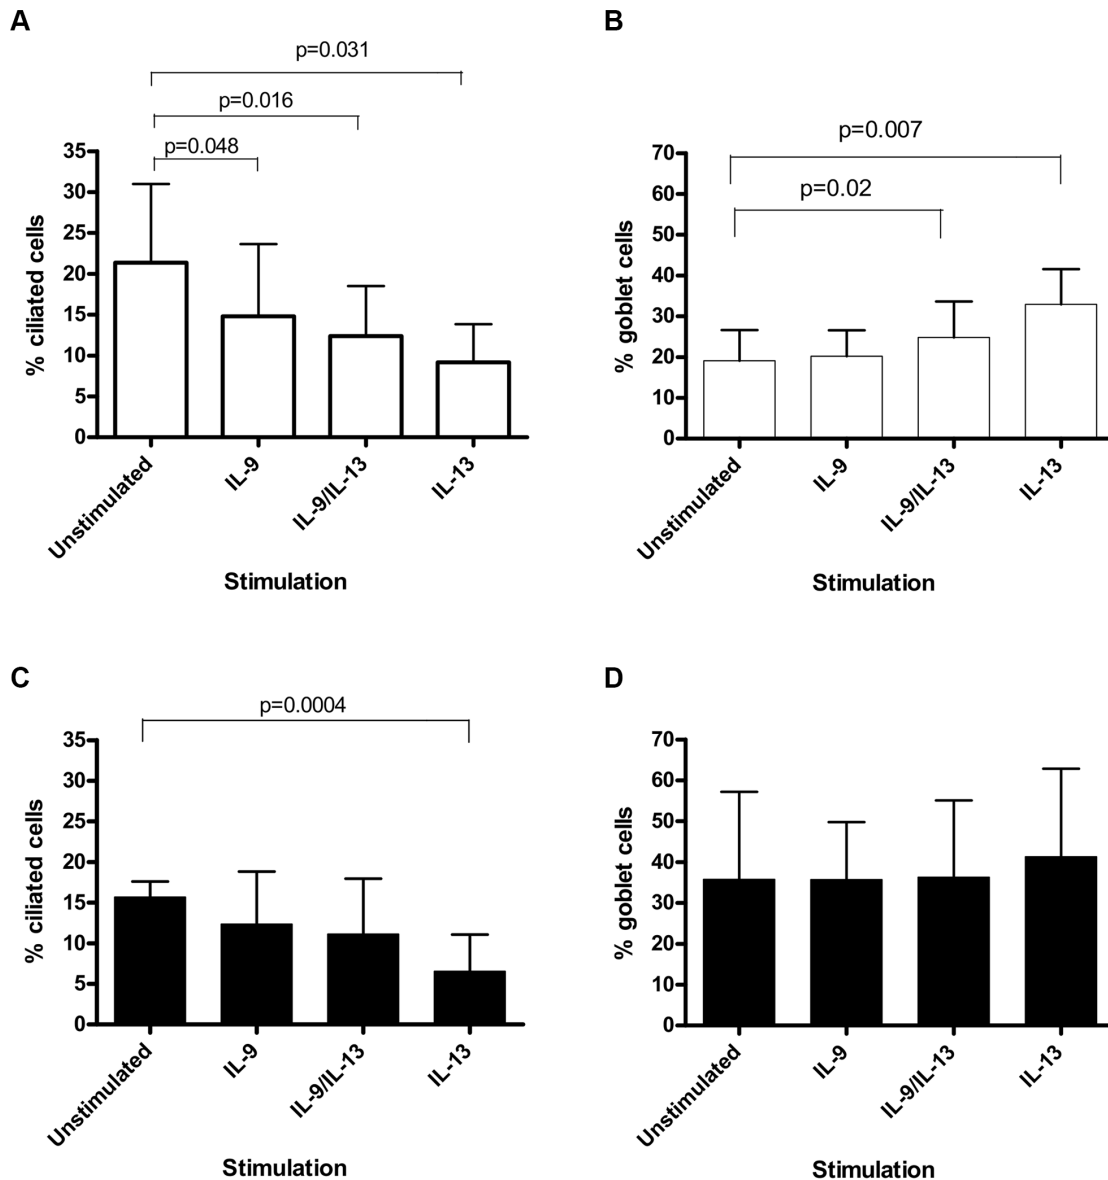 A
p=0.031
p=0.016
p=0.048
35
30
25
20
15
10
5
0
% ciliated cells
Unstimulated
IL-9
IL-9/IL-13
IL-13
Stimulation
B
p=0.007
p=0.02
70
60
50
40
30
20
10
0
% goblet cells
Unstimulated
IL-9
IL-9/IL-13
IL-13
Stimulation
C
p=0.0004
35
30
25
20
15
10
5
0
% ciliated cells
Unstimulated
IL-9
IL-9/IL-13
IL-13
Stimulation
D
70
60
50
40
30
20
10
0
% goblet cells
Unstimulated
IL-9
IL-9/IL-13
IL-13
Stimulation